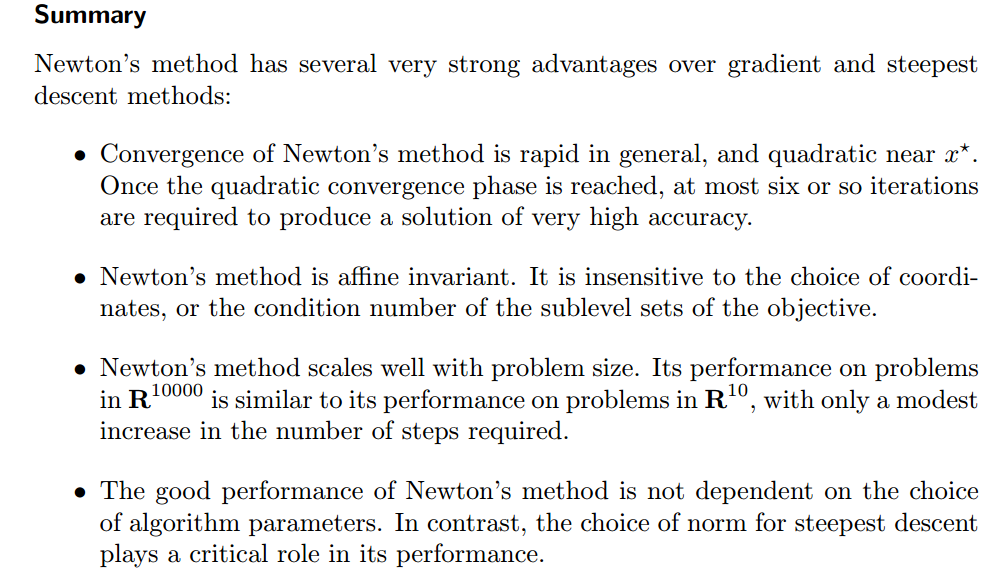 Summary
Newton's method has several very strong advantages over gradient and steepest
descent methods:
• Convergence of Newton's method is rapid in general, and quadratic near x⋆.
Once the quadratic convergence phase is reached, at most six or so iterations
are required to produce a solution of very high accuracy.
• Newton's method is affine invariant. It is insensitive to the choice of coordi-
nates, or the condition number of the sublevel sets of the objective.
• Newton's method scales well with problem size. Its performance on problems
in R^10000 is similar to its performance on problems in R^10, with only a modest
increase in the number of steps required.
• The good performance of Newton's method is not dependent on the choice
of algorithm parameters. In contrast, the choice of norm for steepest descent
plays a critical role in its performance.